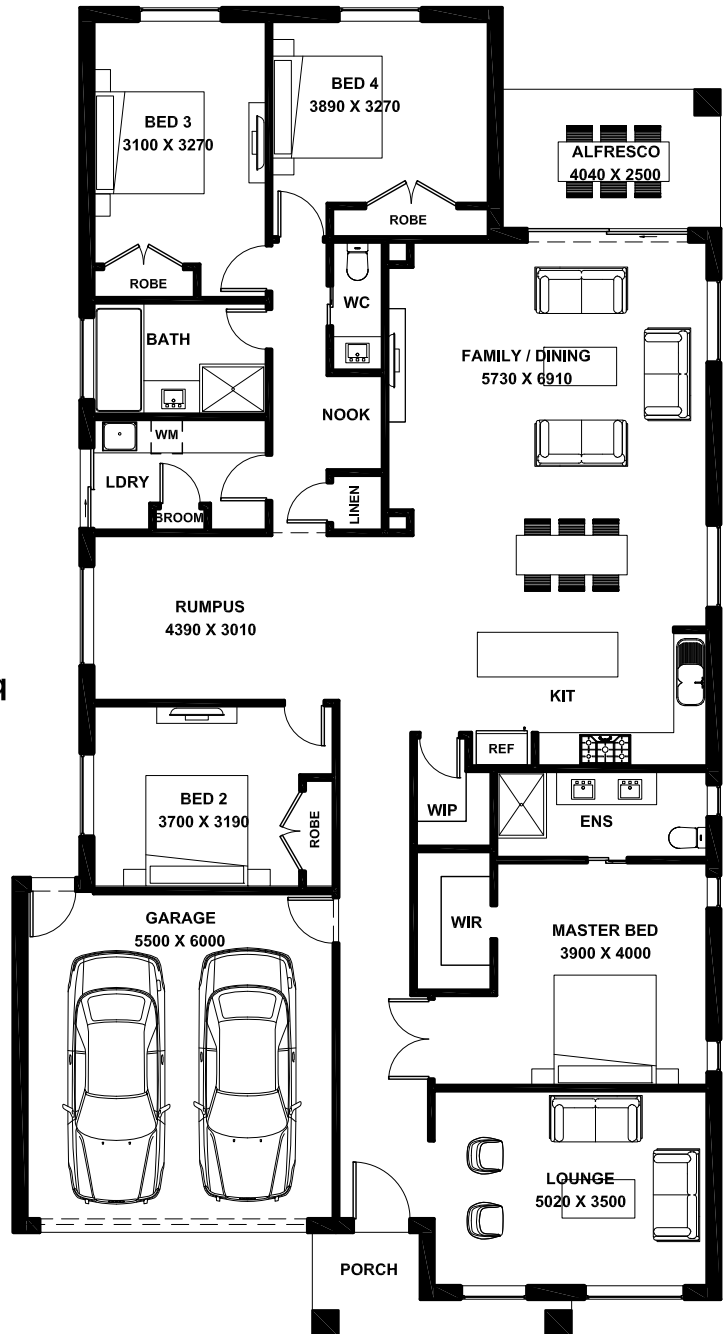 BED 4
3890 X 3270
BED 3
3100 X 3270
ALFRESCO
4040 X 2500
ROBE
ROBE
WC
BATH
FAMILY / DINING
5730 X 6910
NOOK
WM
LDRY
LINEN
BROOM
RUMPUS
4390 X 3010
KIT
REF
BED 2
3700 X 3190
ROBE
WIP
ENS
GARAGE
5500 X 6000
WIR
MASTER BED
3900 X 4000
LOUNGE
5020 X 3500
PORCH